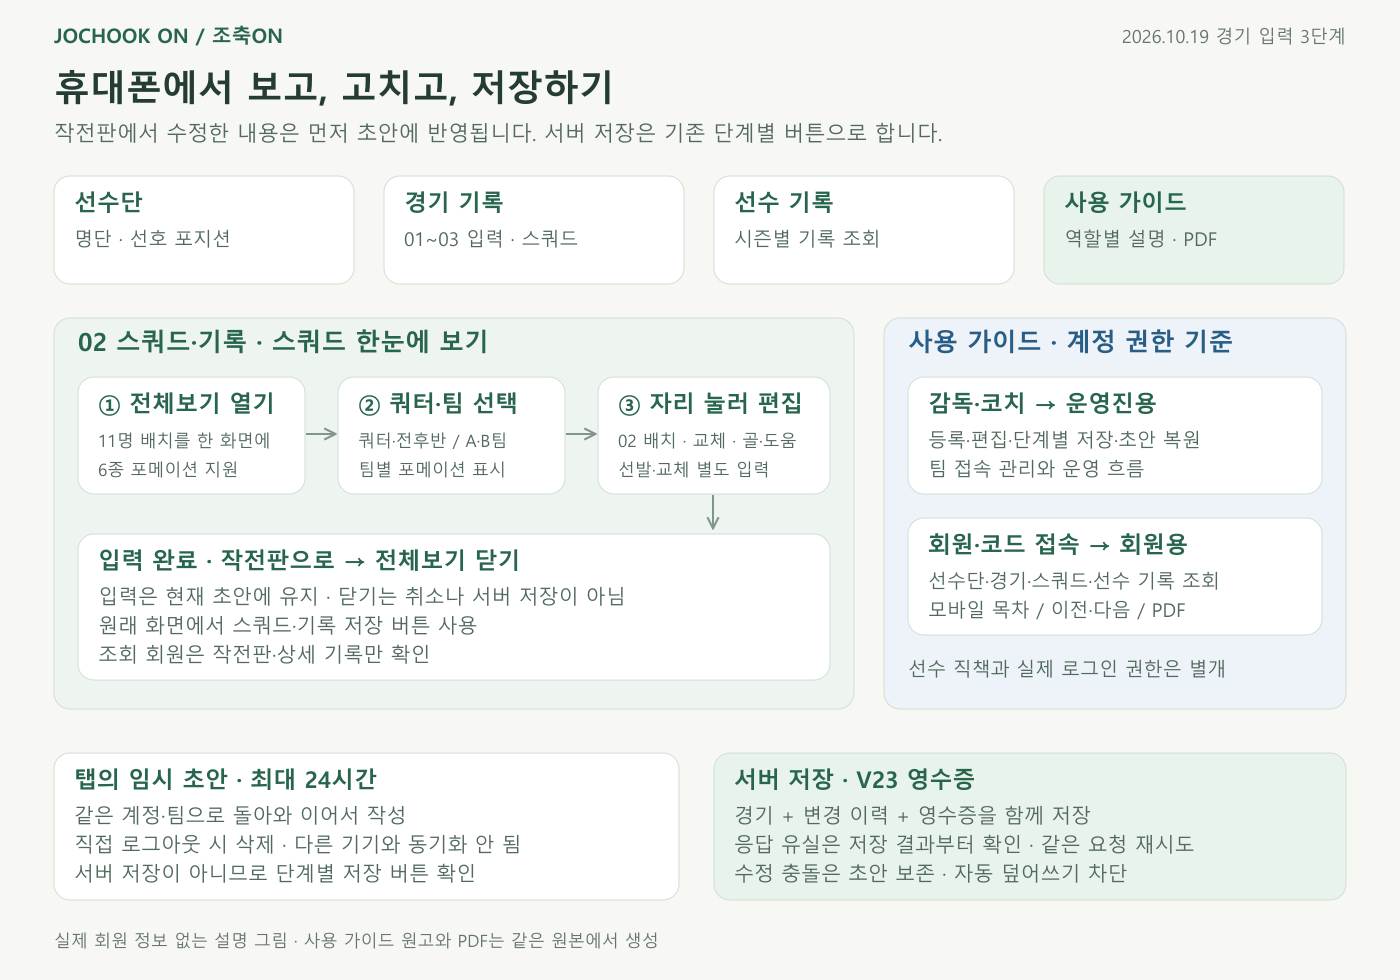 JOCHOOK ON / 조축ON
2026.10.19 경기 입력 3단계
휴대폰에서 보고, 고치고, 저장하기
작전판에서 수정한 내용은 먼저 초안에 반영됩니다. 서버 저장은 기존 단계별 버튼으로 합니다.
선수단
명단 · 선호 포지션
경기 기록
01~03 입력 · 스쿼드
선수 기록
시즌별 기록 조회
사용 가이드
역할별 설명 · PDF
02 스쿼드·기록 · 스쿼드 한눈에 보기
① 전체보기 열기
11명 배치를 한 화면에
6종 포메이션 지원
② 쿼터·팀 선택
쿼터·전후반 / A·B팀
팀별 포메이션 표시
③ 자리 눌러 편집
02 배치 · 교체 · 골·도움
선발·교체 별도 입력
입력 완료 · 작전판으로 → 전체보기 닫기
입력은 현재 초안에 유지 · 닫기는 취소나 서버 저장이 아님
원래 화면에서 스쿼드·기록 저장 버튼 사용
조회 회원은 작전판·상세 기록만 확인
사용 가이드 · 계정 권한 기준
감독·코치 → 운영진용
등록·편집·단계별 저장·초안 복원
팀 접속 관리와 운영 흐름
회원·코드 접속 → 회원용
선수단·경기·스쿼드·선수 기록 조회
모바일 목차 / 이전·다음 / PDF
선수 직책과 실제 로그인 권한은 별개
탭의 임시 초안 · 최대 24시간
같은 계정·팀으로 돌아와 이어서 작성
직접 로그아웃 시 삭제 · 다른 기기와 동기화 안 됨
서버 저장이 아니므로 단계별 저장 버튼 확인
서버 저장 · V23 영수증
경기 + 변경 이력 + 영수증을 함께 저장
응답 유실은 저장 결과부터 확인 · 같은 요청 재시도
수정 충돌은 초안 보존 · 자동 덮어쓰기 차단
실제 회원 정보 없는 설명 그림 · 사용 가이드 원고와 PDF는 같은 원본에서 생성